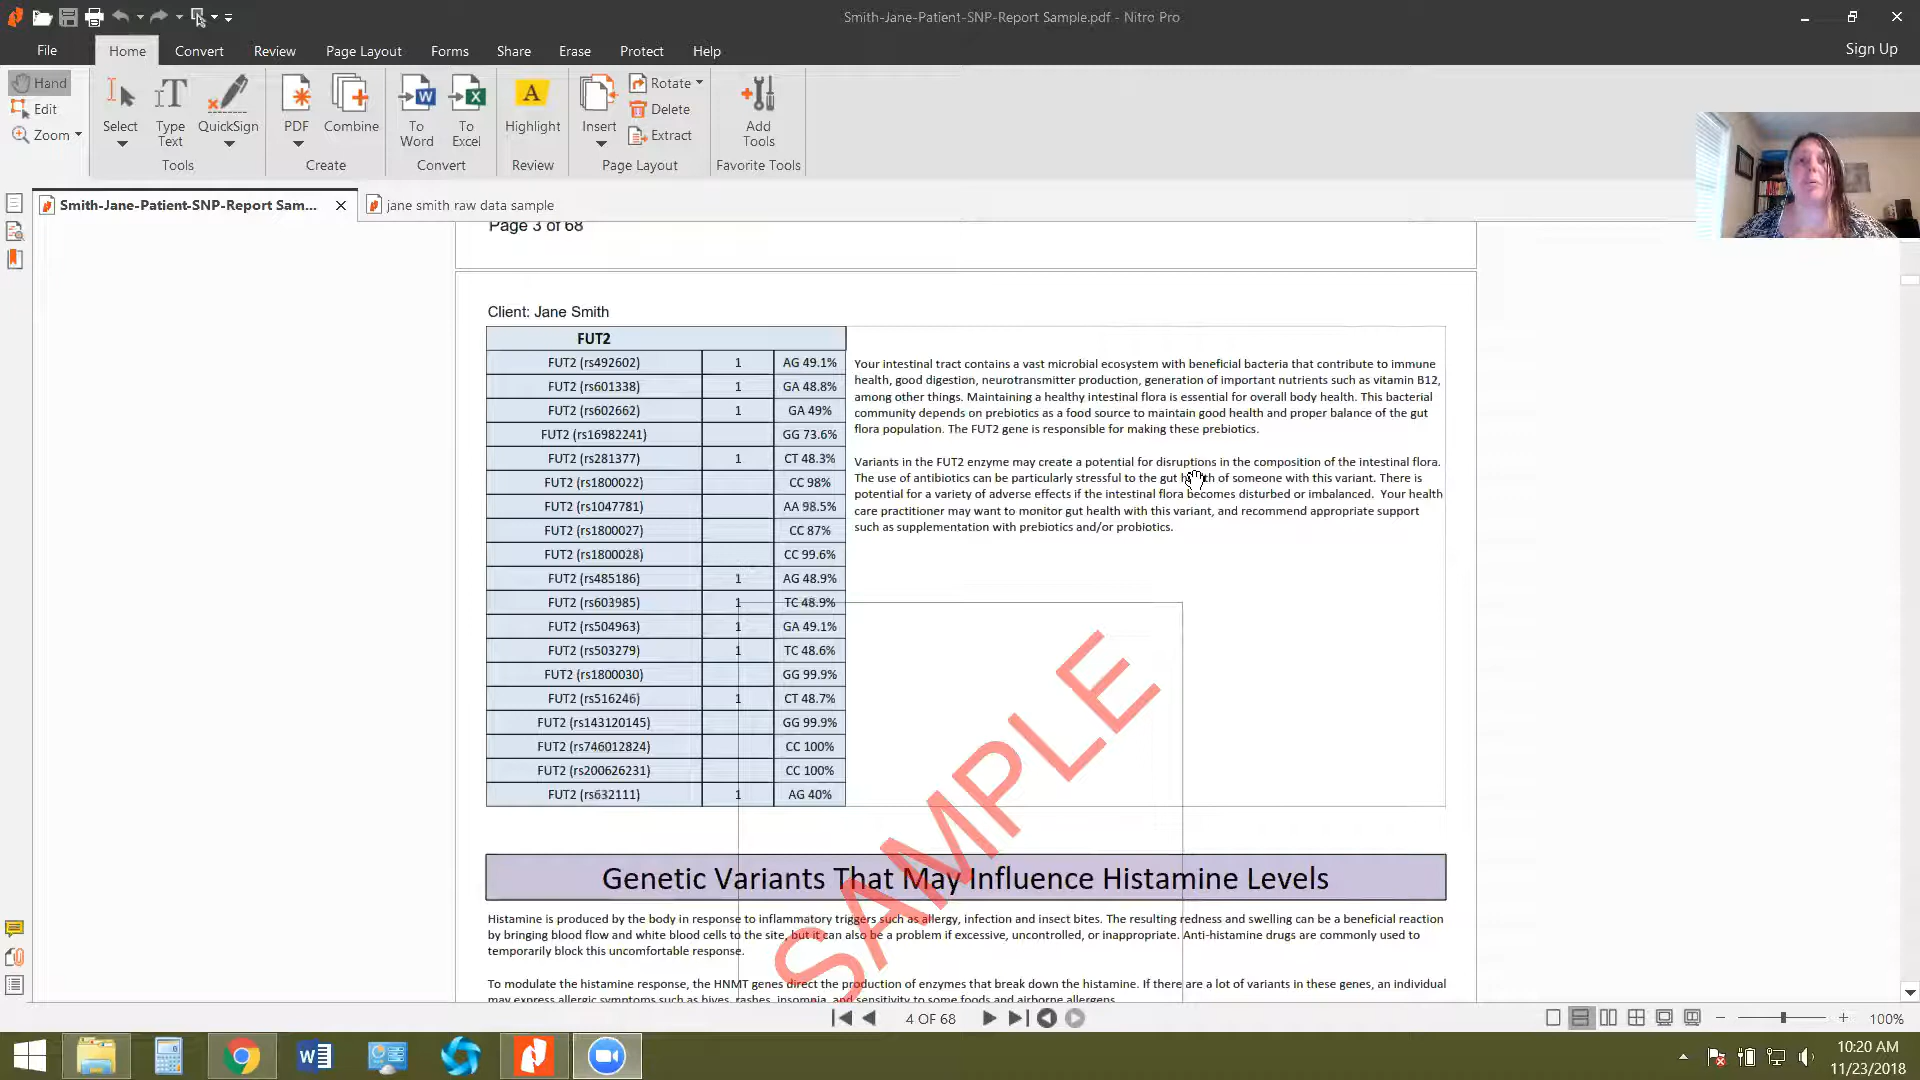 Smith-Jane-Patient-SNP-Report Sample.pdf - Nitro Pro
File Home Convert Review Page Layout Forms Share Erase Protect Help Sign Up
Hand
Edit
Zoom
Select
Type Text
QuickSign
Tools
PDF
Combine
Create
To Word
To Excel
Convert
Highlight
Review
Insert
Rotate
Delete
Extract
Page Layout
Add Tools
Favorite Tools
Smith-Jane-Patient-SNP-Report Sam...
jane smith raw data sample
Page 3 of 68
Client: Jane Smith
FUT2
FUT2 (rs492602) 1 AG 49.1%
FUT2 (rs601338) 1 GA 48.8%
FUT2 (rs602662) 1 GA 49%
FUT2 (rs16982241) GG 73.6%
FUT2 (rs281377) 1 CT 48.3%
FUT2 (rs1800022) CC 98%
FUT2 (rs1047781) AA 98.5%
FUT2 (rs1800027) CC 87%
FUT2 (rs1800028) CC 99.6%
FUT2 (rs485186) 1 AG 48.9%
FUT2 (rs603985) 1 TC 48.9%
FUT2 (rs504963) 1 GA 49.1%
FUT2 (rs503279) 1 TC 48.6%
FUT2 (rs1800030) GG 99.9%
FUT2 (rs516246) 1 CT 48.7%
FUT2 (rs143120145) GG 99.9%
FUT2 (rs746012824) CC 100%
FUT2 (rs200626231) CC 100%
FUT2 (rs632111) 1 AG 40%
Your intestinal tract contains a vast microbial ecosystem with beneficial bacteria that contribute to immune
health, good digestion, neurotransmitter production, generation of important nutrients such as vitamin B12,
among other things. Maintaining a healthy intestinal flora is essential for overall body health. This bacterial
community depends on prebiotics as a food source to maintain good health and proper balance of the gut
flora population. The FUT2 gene is responsible for making these prebiotics.
Variants in the FUT2 enzyme may create a potential for disruptions in the composition of the intestinal flora.
The use of antibiotics can be particularly stressful to the gut health of someone with this variant. There is
potential for a variety of adverse effects if the intestinal flora becomes disturbed or imbalanced. Your health
care practitioner may want to monitor gut health with this variant, and recommend appropriate support
such as supplementation with prebiotics and/or probiotics.
SAMPLE
Genetic Variants That May Influence Histamine Levels
Histamine is produced by the body in response to inflammatory triggers such as allergy, infection and insect bites. The resulting redness and swelling can be a beneficial reaction
by bringing blood flow and white blood cells to the site, but it can also be a problem if excessive, uncontrolled, or inappropriate. Anti-histamine drugs are commonly used to
temporarily block this uncomfortable response.
To modulate the histamine response, the HNMT genes direct the production of enzymes that break down the histamine. If there are a lot of variants in these genes, an individual
may express allergic symptoms such as hives, rashes, insomnia, and sensitivity to some foods and airborne allergens.
4 OF 68
100%
10:20 AM
11/23/2018